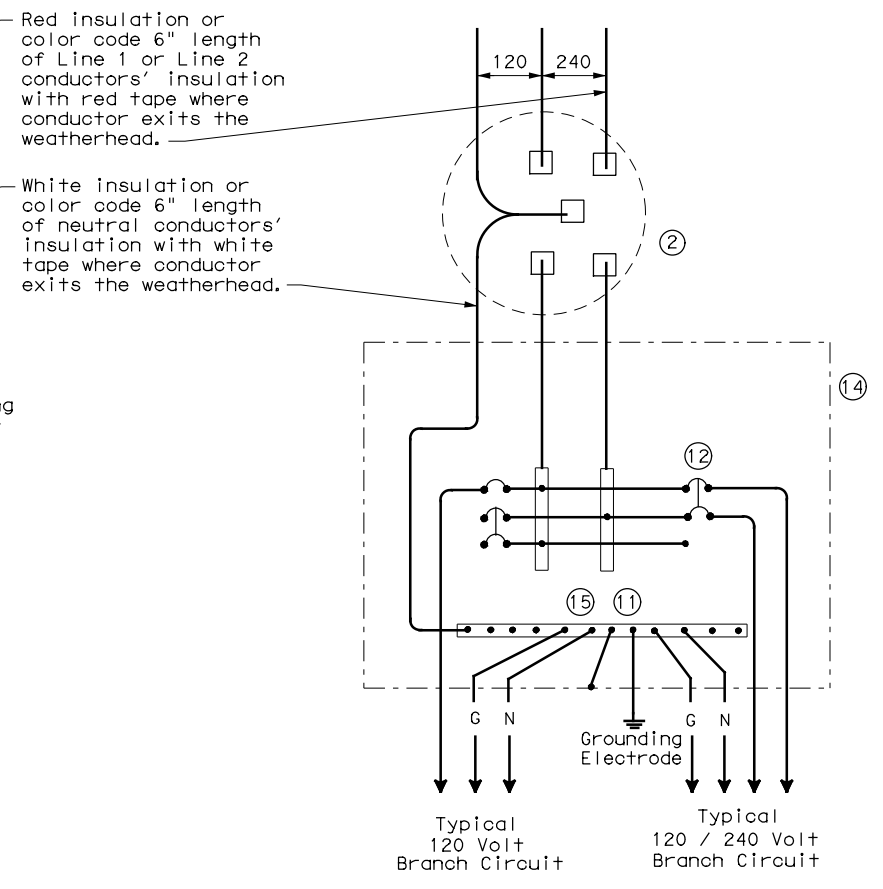 Red insulation or
color code 6" length
of Line 1 or Line 2
conductors' insulation
with red tape where
conductor exits the
weatherhead.
120
240
White insulation or
color code 6" length
of neutral conductors'
insulation with white
tape where conductor
exits the weatherhead.
2
14
12
15
11
G
N
Grounding
Electrode
G
N
Typical
120 Volt
Branch Circuit
Typical
120 / 240 Volt
Branch Circuit